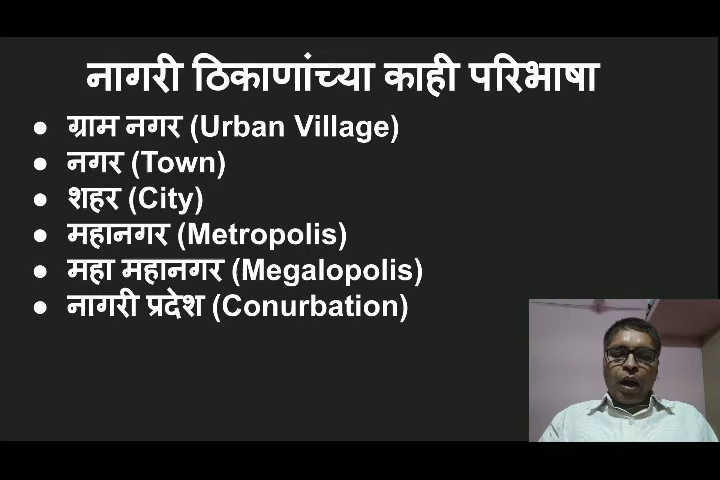 नागरी ठिकाणांच्या काही परिभाषा
● ग्राम नगर (Urban Village)
● नगर (Town)
● शहर (City)
● महानगर (Metropolis)
● महा महानगर (Megalopolis)
● नागरी प्रदेश (Conurbation)